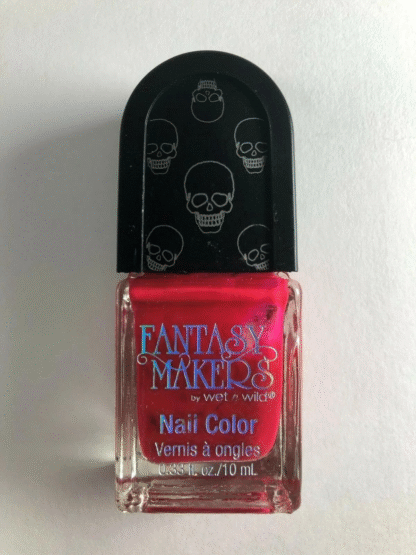 FANTASY
MAKERS
by wet n wild®
Nail Color
Vernis à ongles
0.33 fl. oz./10 mL